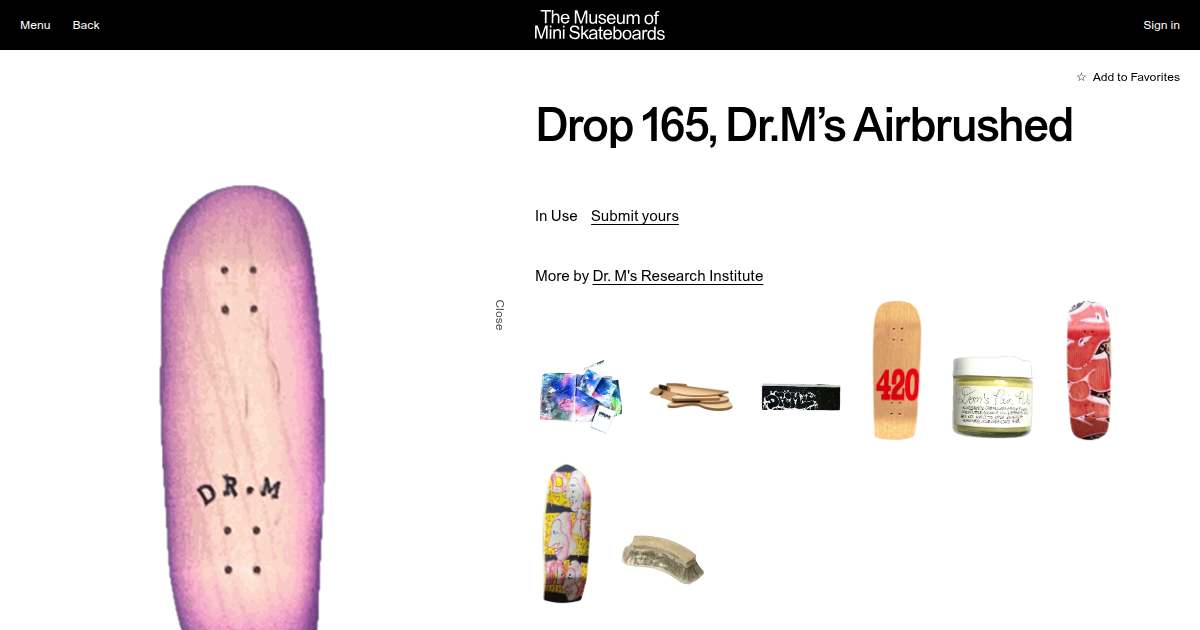 Menu
Back
The Museum of
Mini Skateboards
Sign in
☆ Add to Favorites
Drop 165, Dr.M’s Airbrushed
In Use Submit yours
More by Dr. M's Research Institute
Close
420
DR.M